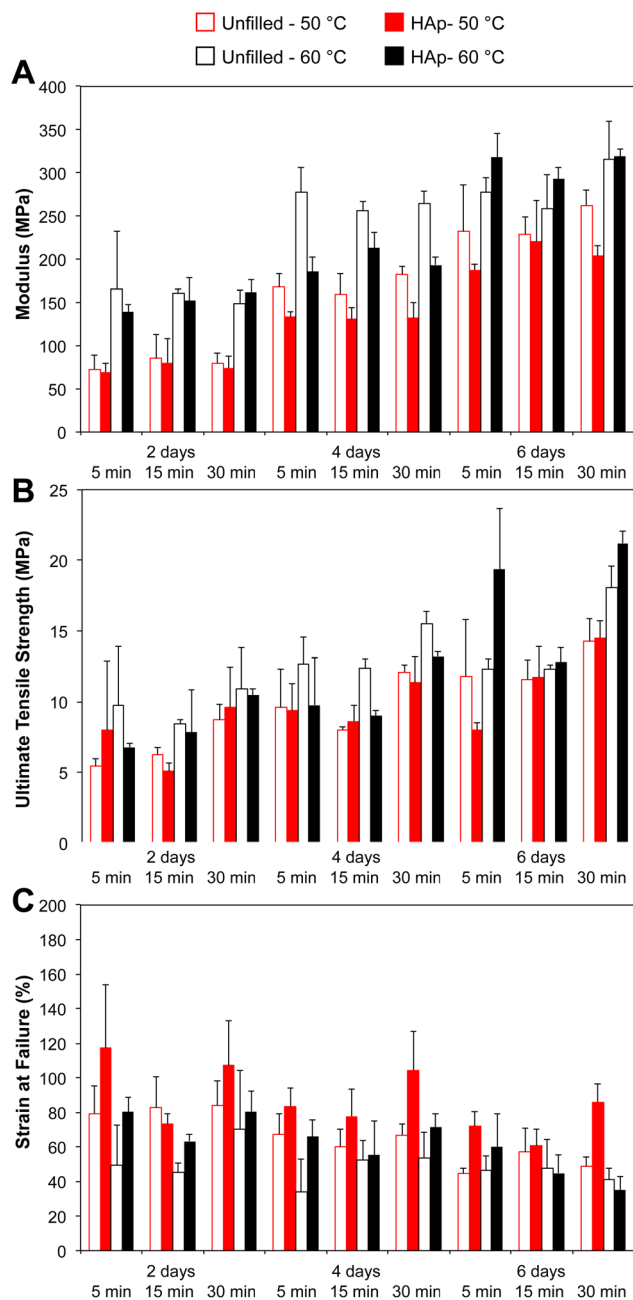 Unfilled - 50 °C HAp- 50 °C
Unfilled - 60 °C HAp- 60 °C
A
400
350
300
250
200
150
100
50
0
Modulus (MPa)
2 days 4 days 6 days
5 min 15 min 30 min 5 min 15 min 30 min 5 min 15 min 30 min
B
25
20
15
10
5
0
Ultimate Tensile Strength (MPa)
2 days 4 days 6 days
5 min 15 min 30 min 5 min 15 min 30 min 5 min 15 min 30 min
C
200
180
160
140
120
100
80
60
40
20
0
Strain at Failure (%)
2 days 4 days 6 days
5 min 15 min 30 min 5 min 15 min 30 min 5 min 15 min 30 min